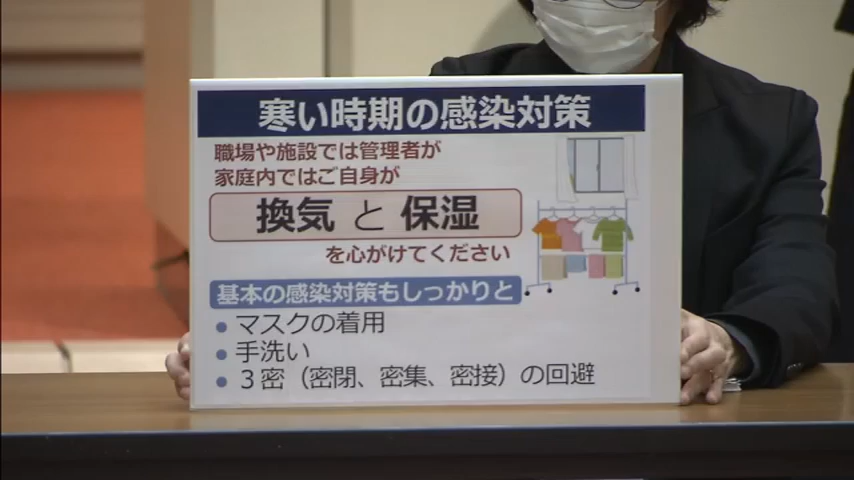 寒い時期の感染対策
職場や施設では管理者が
家庭内ではご自身が
換気と保湿
を心がけてください
基本の感染対策もしっかりと
● マスクの着用
● 手洗い
● 3密（密閉、密集、密接）の回避